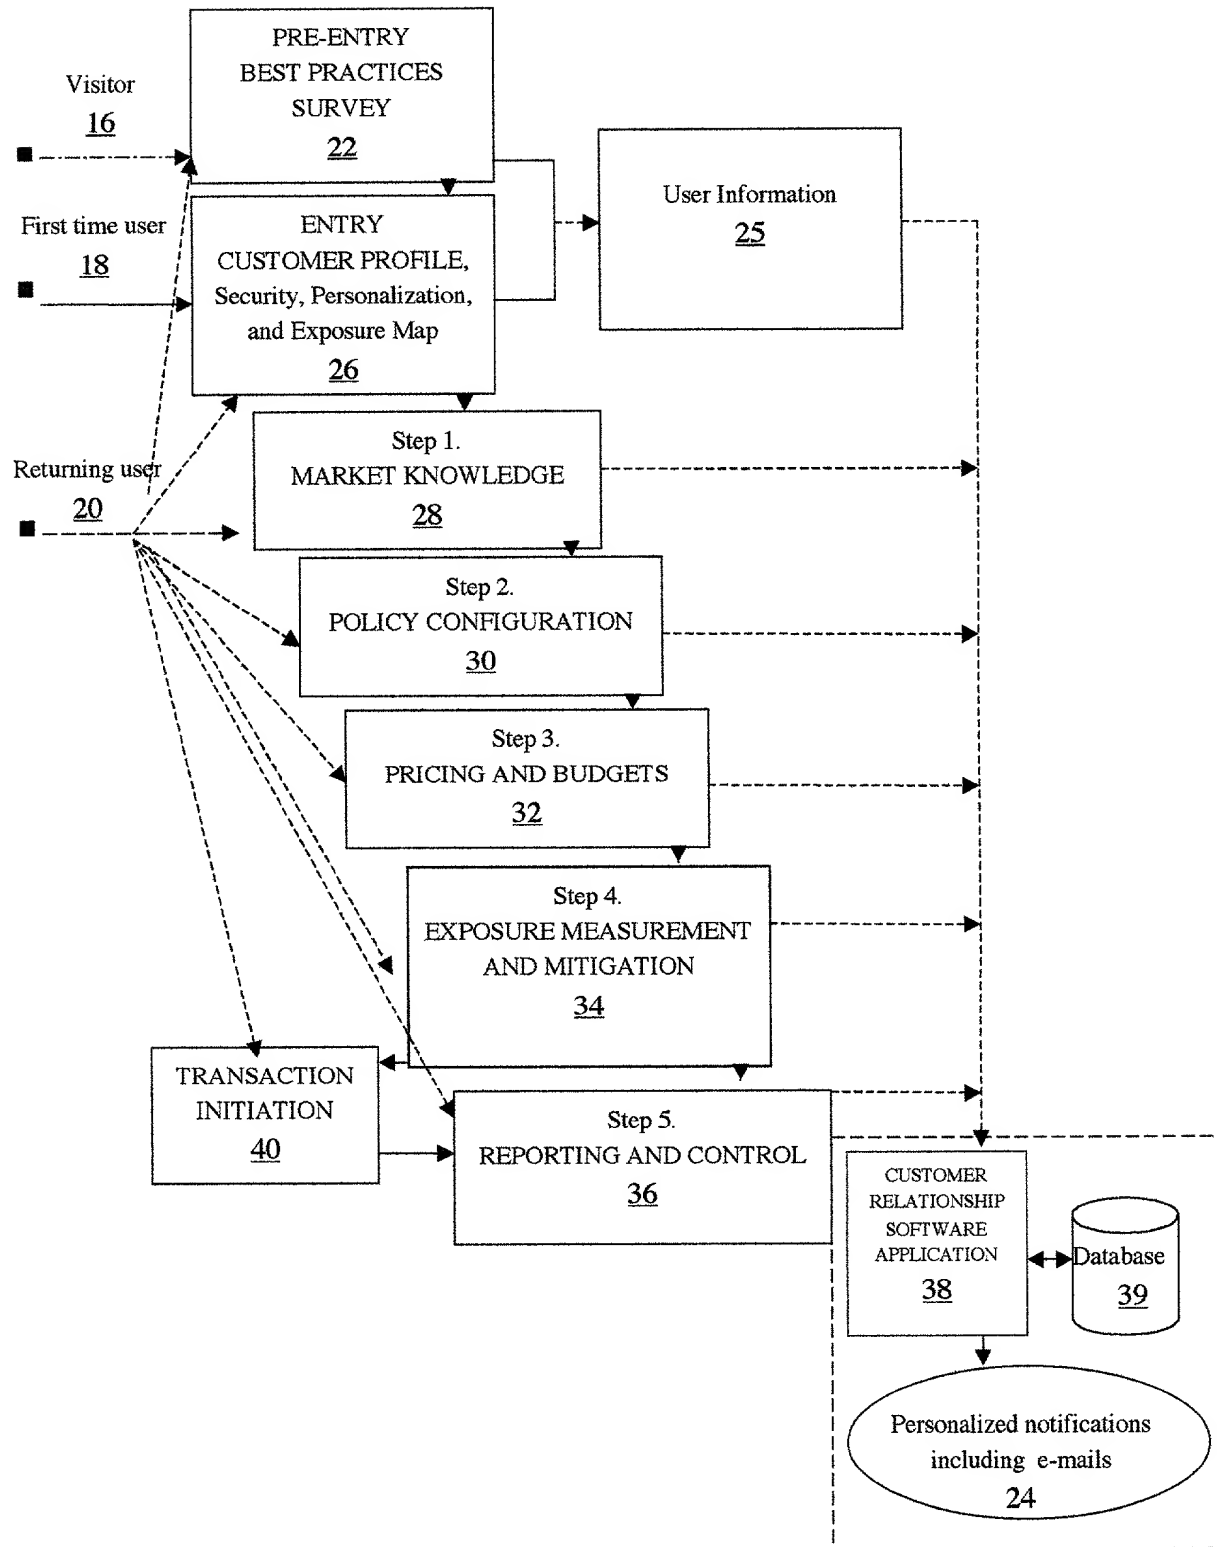 PRE-ENTRY
BEST PRACTICES
SURVEY
22
Visitor
16
User Information
25
First time user
18
ENTRY
CUSTOMER PROFILE,
Security, Personalization,
and Exposure Map
26
Step 1.
MARKET KNOWLEDGE
28
Returning user
20
Step 2.
POLICY CONFIGURATION
30
Step 3.
PRICING AND BUDGETS
32
Step 4.
EXPOSURE MEASUREMENT
AND MITIGATION
34
TRANSACTION
INITIATION
40
Step 5.
REPORTING AND CONTROL
36
CUSTOMER
RELATIONSHIP
SOFTWARE
APPLICATION
38
Database
39
Personalized notifications
including e-mails
24